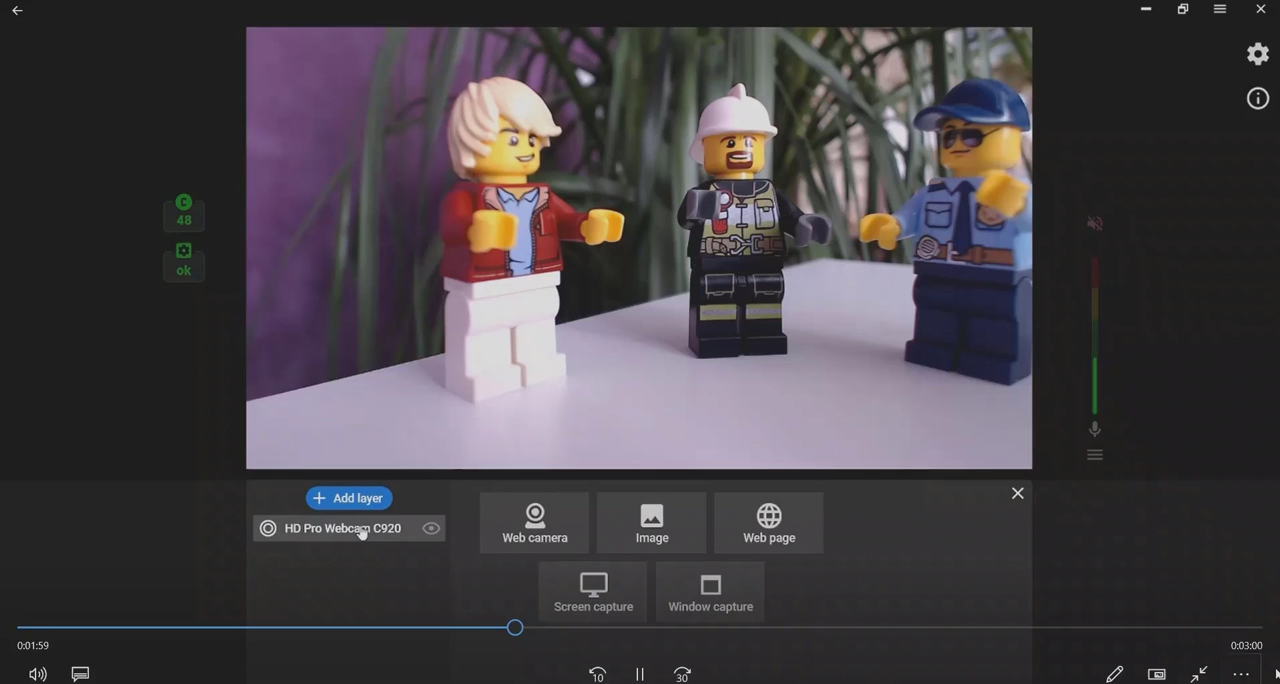 C
48
ok
Add layer
HD Pro Webcam C920
Web camera
Image
Web page
Screen capture
Window capture
0:01:59
0:03:00
10
30